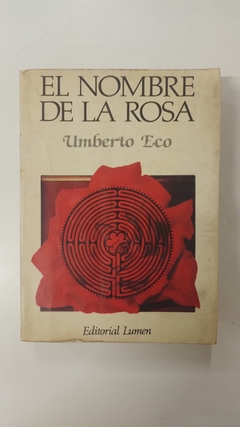 EL NOMBRE
DE LA ROSA
Umberto Eco
Editorial Lumen